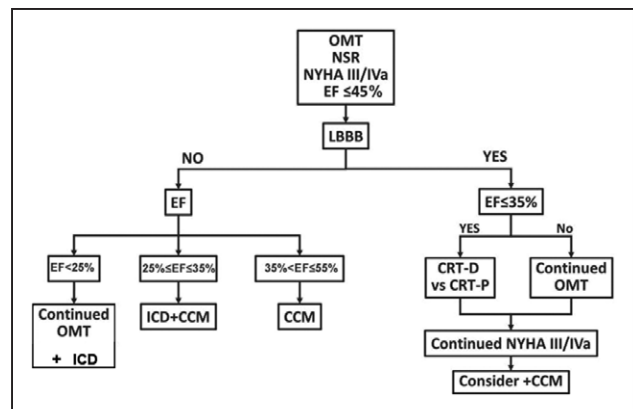 OMT
NSR
NYHA III/IVa
EF ≤45%
LBBB
NO
YES
EF
EF≤35%
YES
No
EF<25%
25%≤EF≤35%
35%<EF≤55%
CRT-D
vs CRT-P
Continued
OMT
Continued
OMT
+ ICD
ICD+CCM
CCM
Continued NYHA III/IVa
Consider +CCM